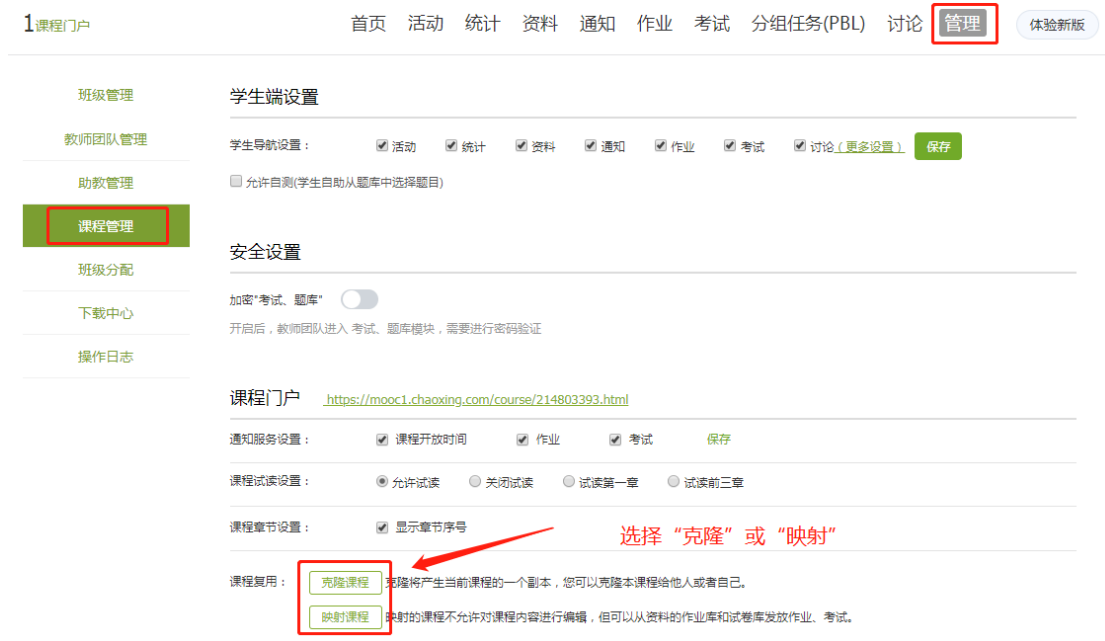 1课程门户 首页 活动 统计 资料 通知 作业 考试 分组任务(PBL) 讨论 管理 体验新版
班级管理
教师团队管理
助教管理
课程管理
班级分配
下载中心
操作日志
学生端设置
学生导航设置： 活动 统计 资料 通知 作业 考试 讨论（更多设置） 保存
允许自测(学生自助从题库中选择题目)
安全设置
加密"考试、题库"
开启后，教师团队进入 考试、题库模块，需要进行密码验证
课程门户 https://mooc1.chaoxing.com/course/214803393.html
通知服务设置： 课程开放时间 作业 考试 保存
课程试读设置： 允许试读 关闭试读 试读第一章 试读前三章
课程章节设置： 显示章节序号
选择“克隆”或“映射”
课程复用： 克隆课程 克隆将产生当前课程的一个副本，您可以克隆本课程给他人或者自己。
映射课程 映射的课程不允许对课程内容进行编辑，但可以从资料的作业库和试卷库发放作业、考试。